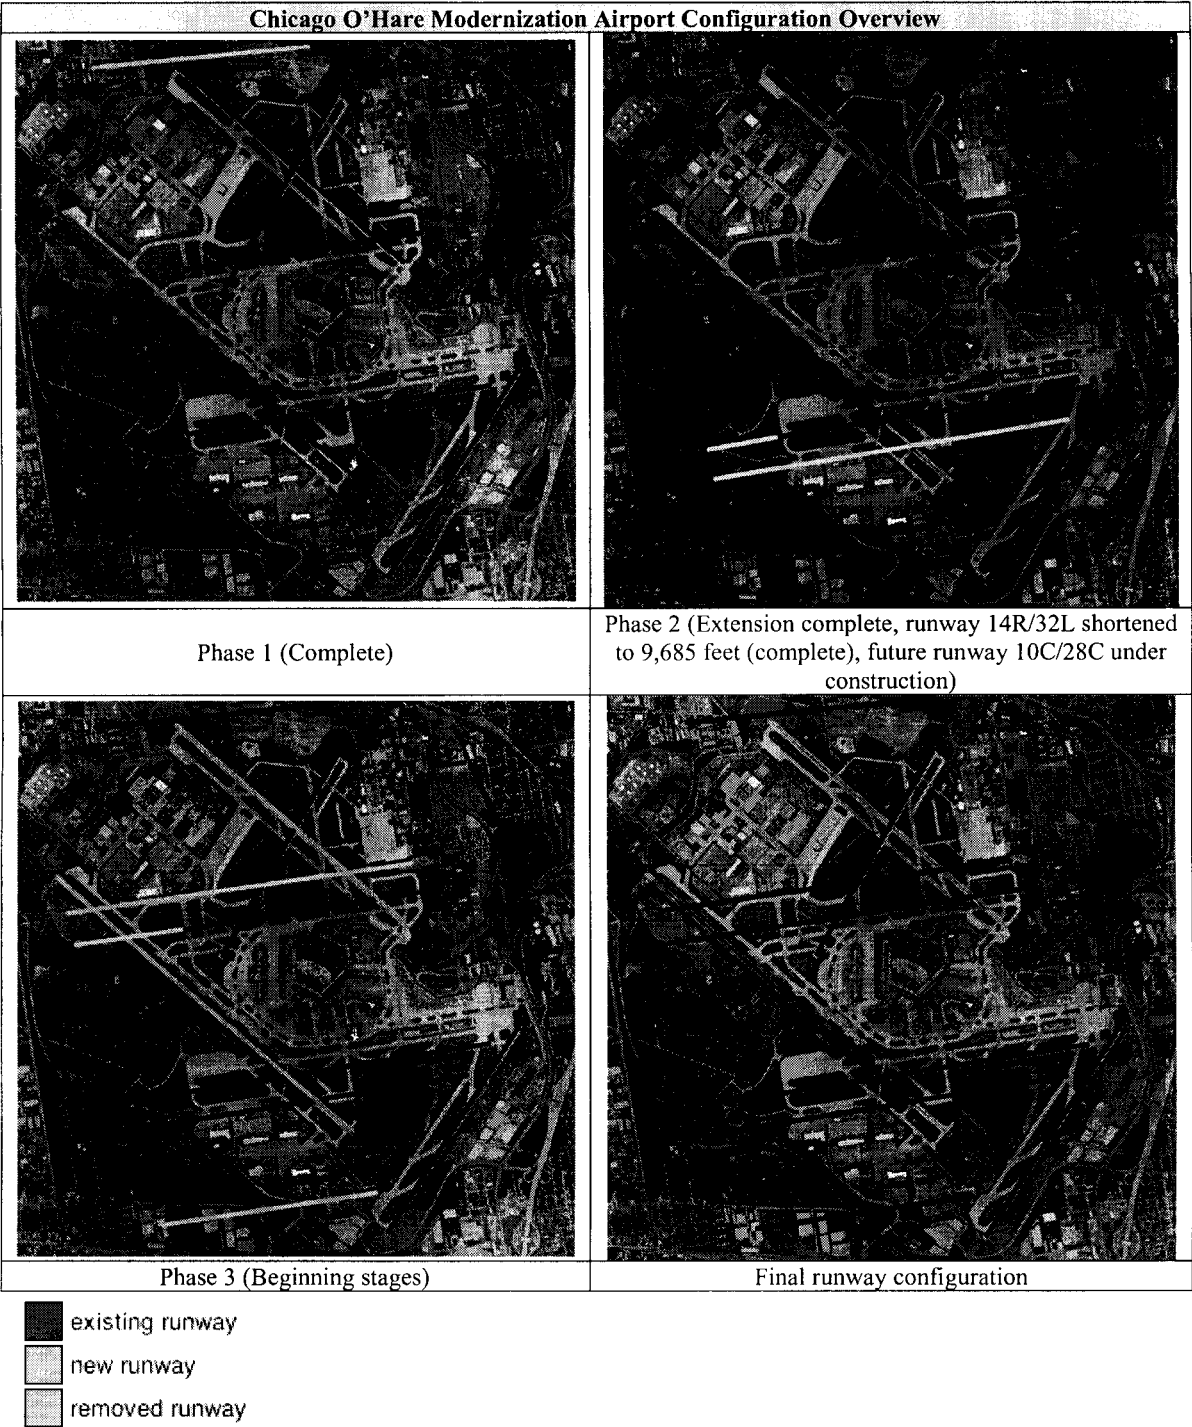 Chicago O'Hare Modernization Airport Configuration Overview
Phase 1 (Complete)
Phase 2 (Extension complete, runway 14R/32L shortened
to 9,685 feet (complete), future runway 10C/28C under
construction)
Phase 3 (Beginning stages)
Final runway configuration
existing runway
new runway
removed runway